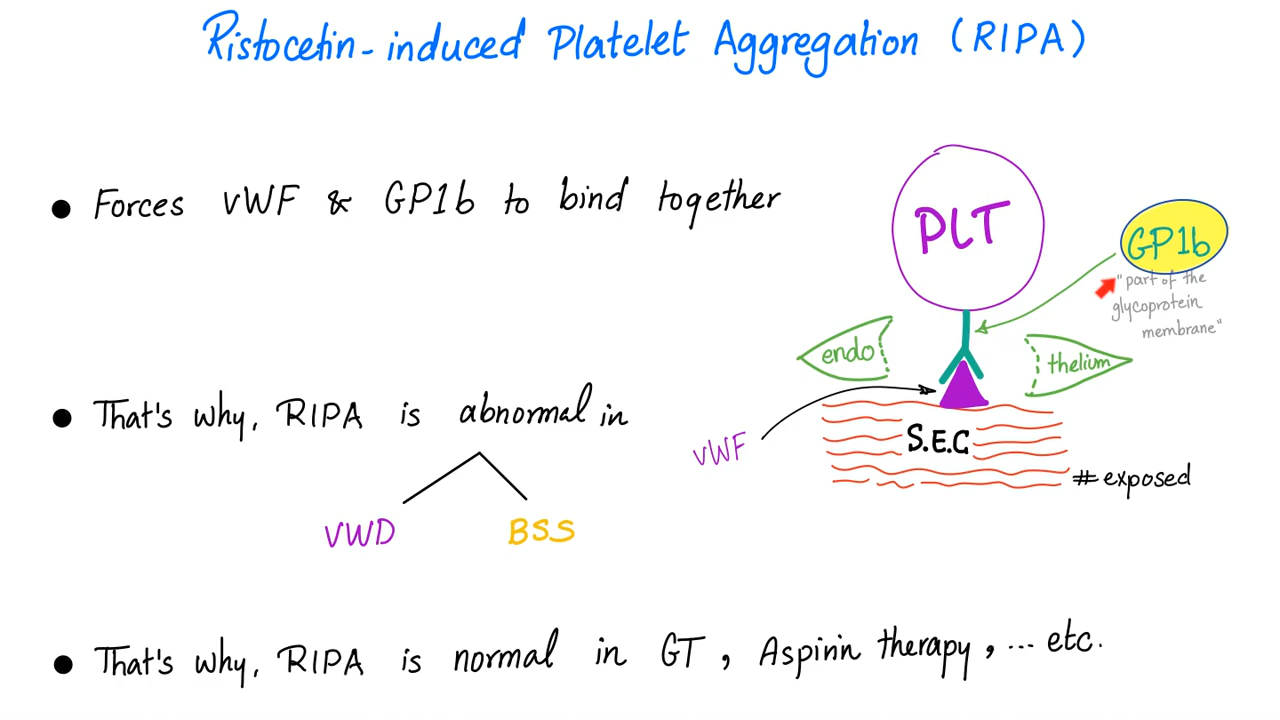 Ristocetin-induced Platelet Aggregation (RIPA)
• Forces vWF & GP1b to bind together
PLT
GP1b
"part of the
glycoprotein
membrane"
endo
thelium
vWF
S.E.C
#exposed
• That's why, RIPA is abnormal in
VWD
BSS
• That's why, RIPA is normal in GT, Aspirin therapy, ... etc.